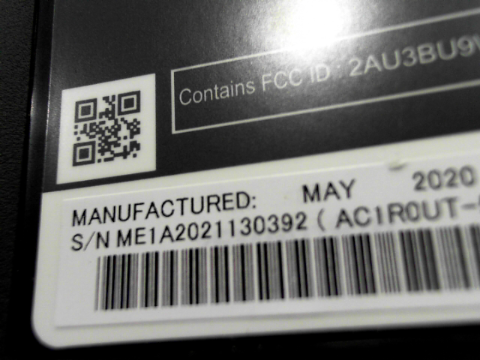 Contains FCC ID : 2AU3BU9
MANUFACTURED: MAY 2020
S/N ME1A2021130392 ( AC1R0UT-